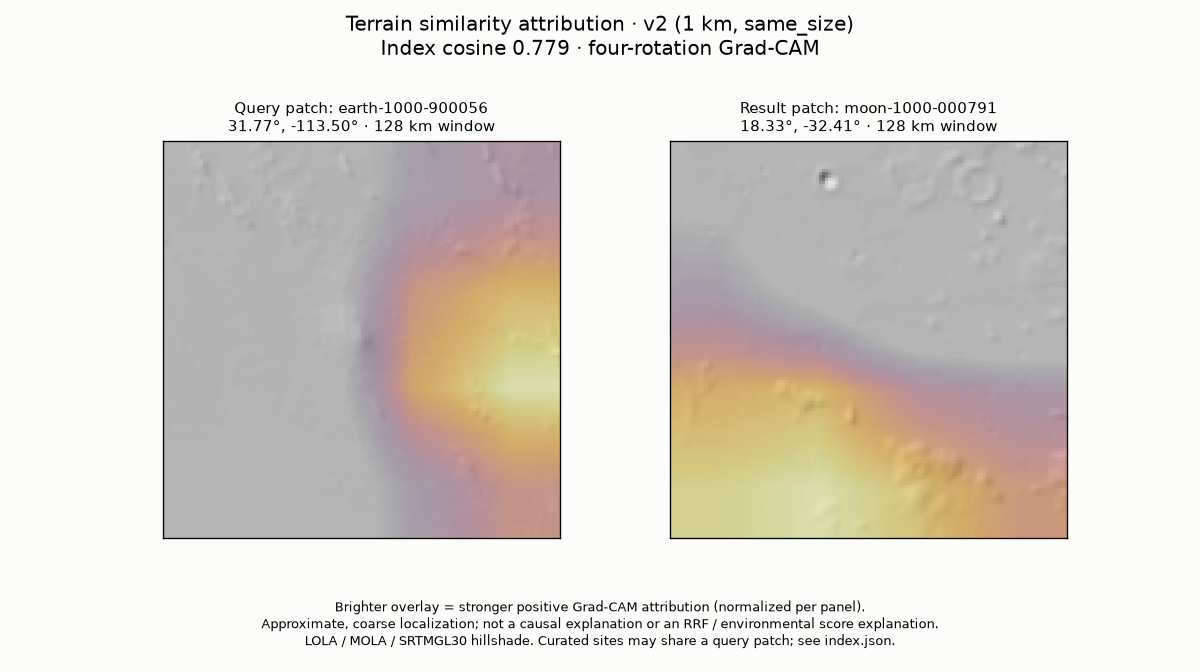 Terrain similarity attribution · v2 (1 km, same_size)
Index cosine 0.779 · four-rotation Grad-CAM
Query patch: earth-1000-900056
31.77°, -113.50° · 128 km window
Result patch: moon-1000-000791
18.33°, -32.41° · 128 km window
Brighter overlay = stronger positive Grad-CAM attribution (normalized per panel).
Approximate, coarse localization; not a causal explanation or an RRF / environmental score explanation.
LOLA / MOLA / SRTMGL30 hillshade. Curated sites may share a query patch; see index.json.